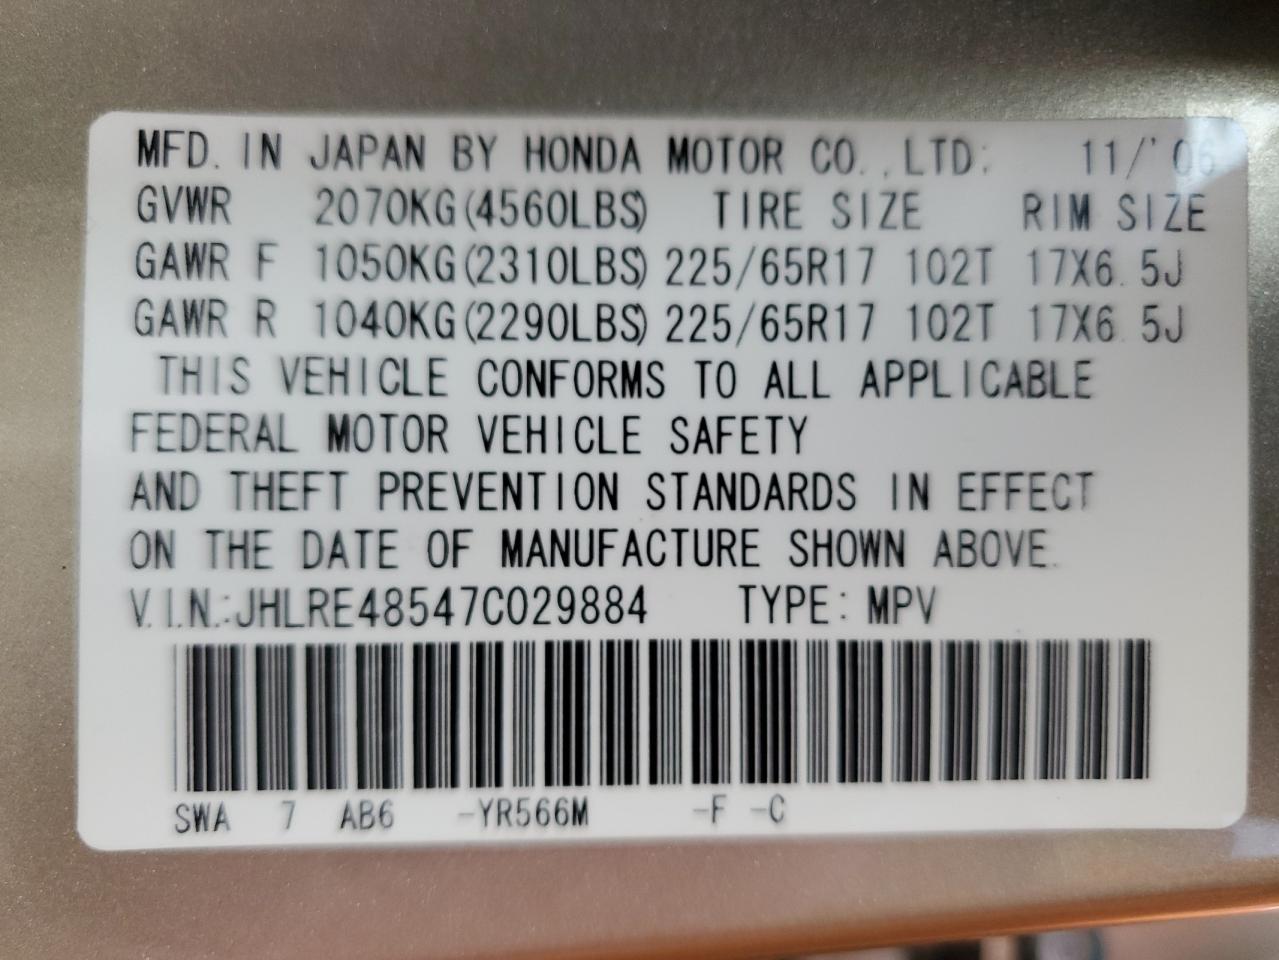 MFD. IN JAPAN BY HONDA MOTOR CO.,LTD: 11/'06
GVWR 2070KG(4560LBS) TIRE SIZE RIM SIZE
GAWR F 1050KG(2310LBS) 225/65R17 102T 17X6.5J
GAWR R 1040KG(2290LBS) 225/65R17 102T 17X6.5J
THIS VEHICLE CONFORMS TO ALL APPLICABLE
FEDERAL MOTOR VEHICLE SAFETY
AND THEFT PREVENTION STANDARDS IN EFFECT
ON THE DATE OF MANUFACTURE SHOWN ABOVE.
V.I.N.:JHLRE48547C029884 TYPE: MPV
SWA 7 AB6 -YR566M -F -C